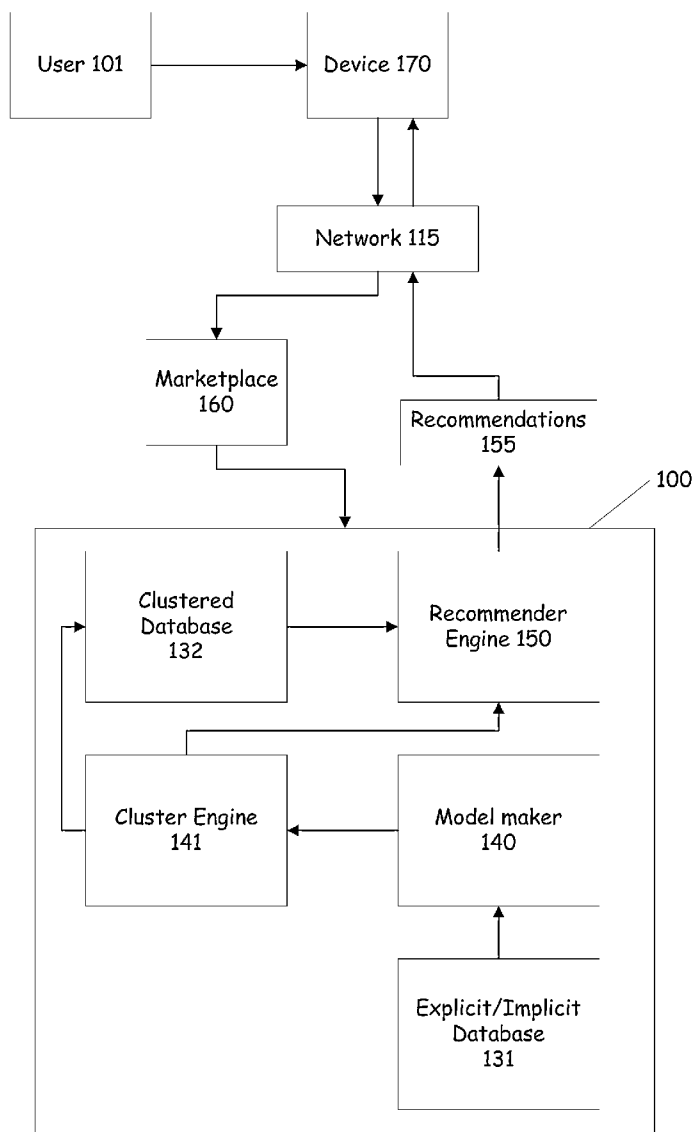 User 101
Device 170
Network 115
Marketplace
160
Recommendations
155
100
Clustered
Database
132
Recommender
Engine 150
Cluster Engine
141
Model maker
140
Explicit/Implicit
Database
131